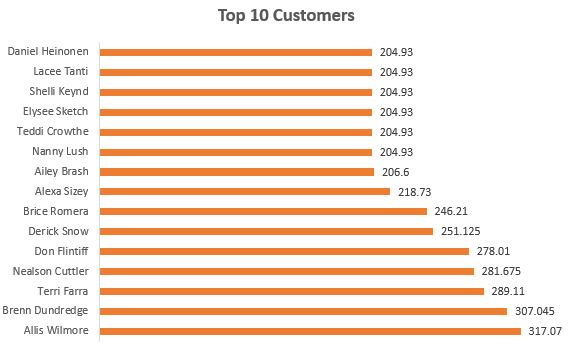 Top 10 Customers
Daniel Heinonen 204.93
Lacee Tanti 204.93
Shelli Keynd 204.93
Elysee Sketch 204.93
Teddi Crowthe 204.93
Nanny Lush 204.93
Ailey Brash 206.6
Alexa Sizey 218.73
Brice Romera 246.21
Derick Snow 251.125
Don Flintiff 278.01
Nealson Cuttler 281.675
Terri Farra 289.11
Brenn Dundredge 307.045
Allis Wilmore 317.07